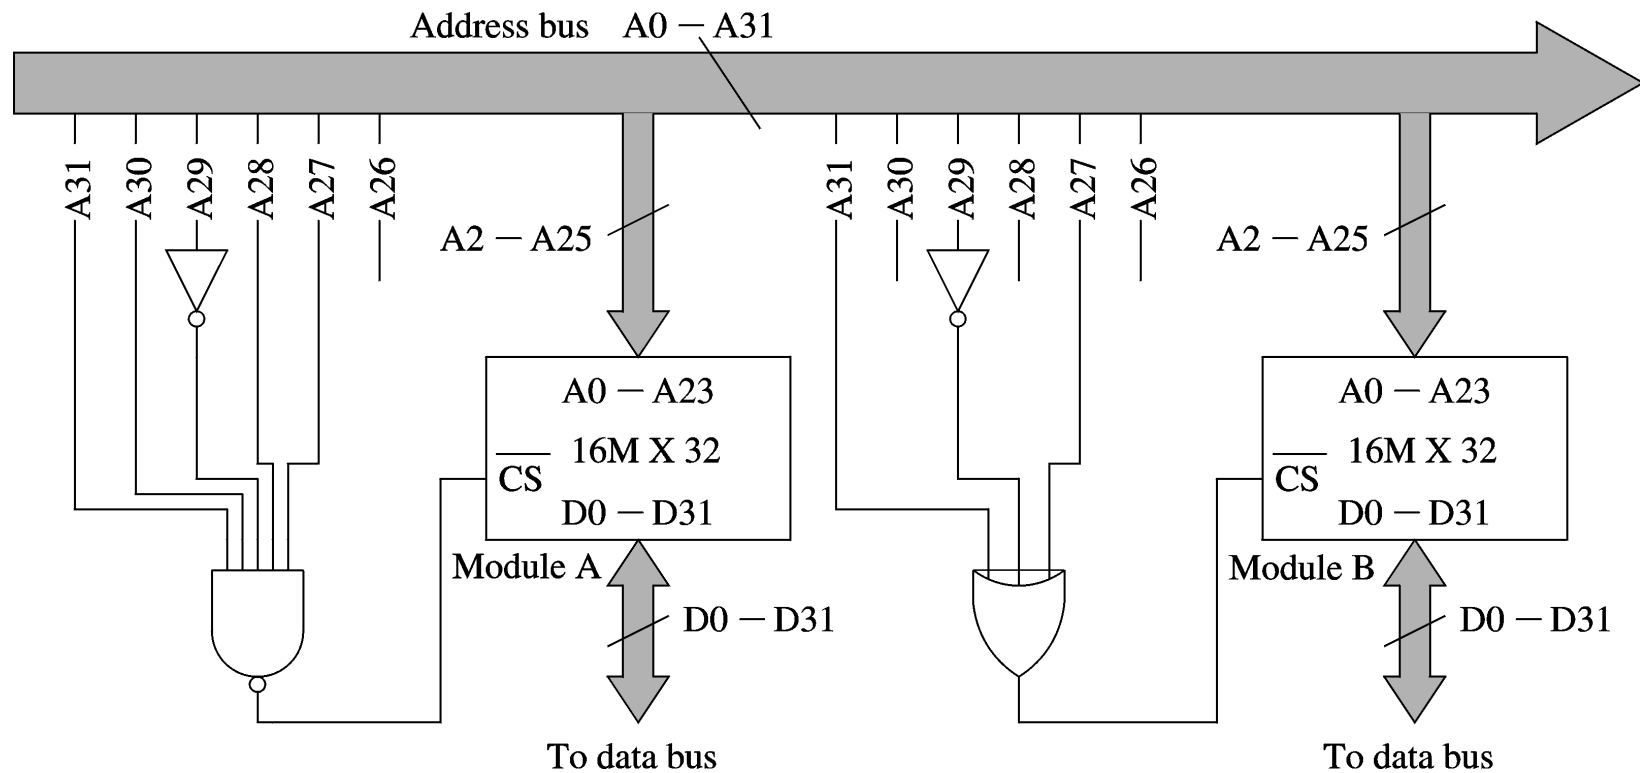 Address bus A0 — A31
A31
A30
A29
A28
A27
A26
A31
A30
A29
A28
A27
A26
A2 — A25
A2 — A25
A0 — A23
16M X 32
CS
D0 — D31
Module A
D0 — D31
To data bus
A0 — A23
16M X 32
CS
D0 — D31
Module B
D0 — D31
To data bus